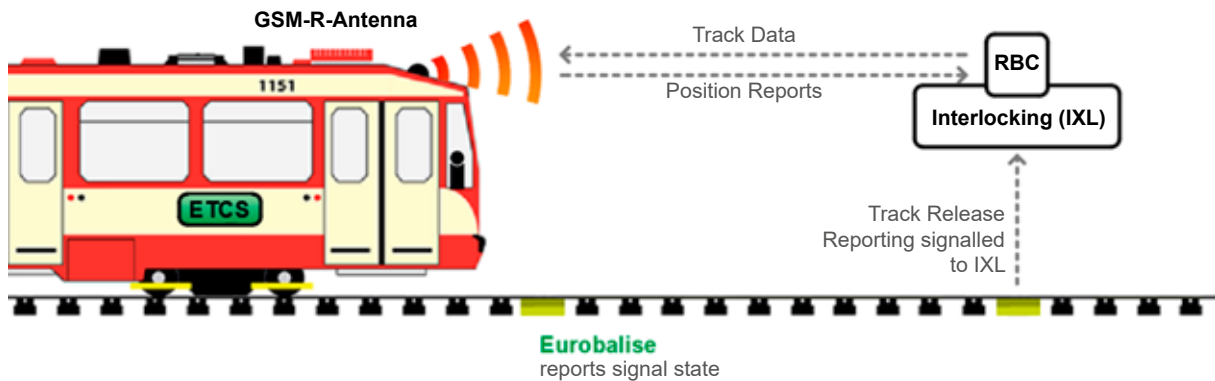 GSM-R-Antenna
Track Data
Position Reports
RBC
Interlocking (IXL)
1151
ETCS
Track Release
Reporting signalled
to IXL
Eurobalise
reports signal state